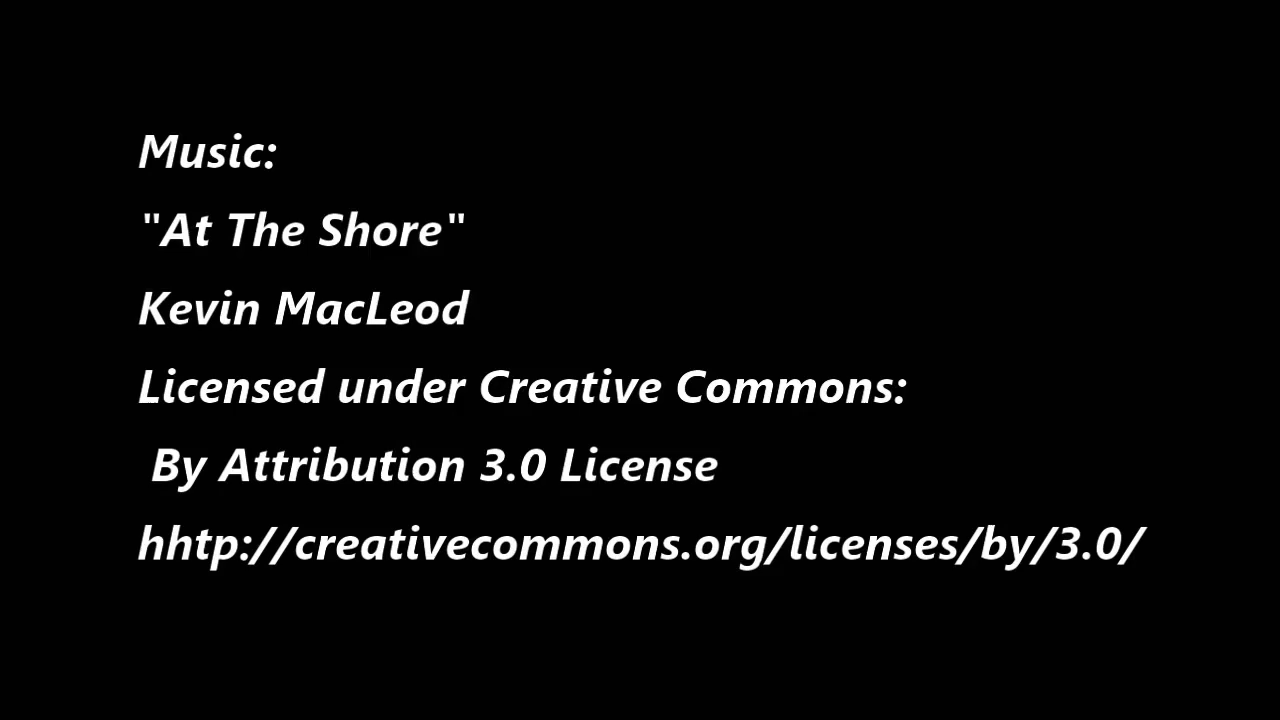 Music:
"At The Shore"
Kevin MacLeod
Licensed under Creative Commons:
By Attribution 3.0 License
hhtp://creativecommons.org/licenses/by/3.0/